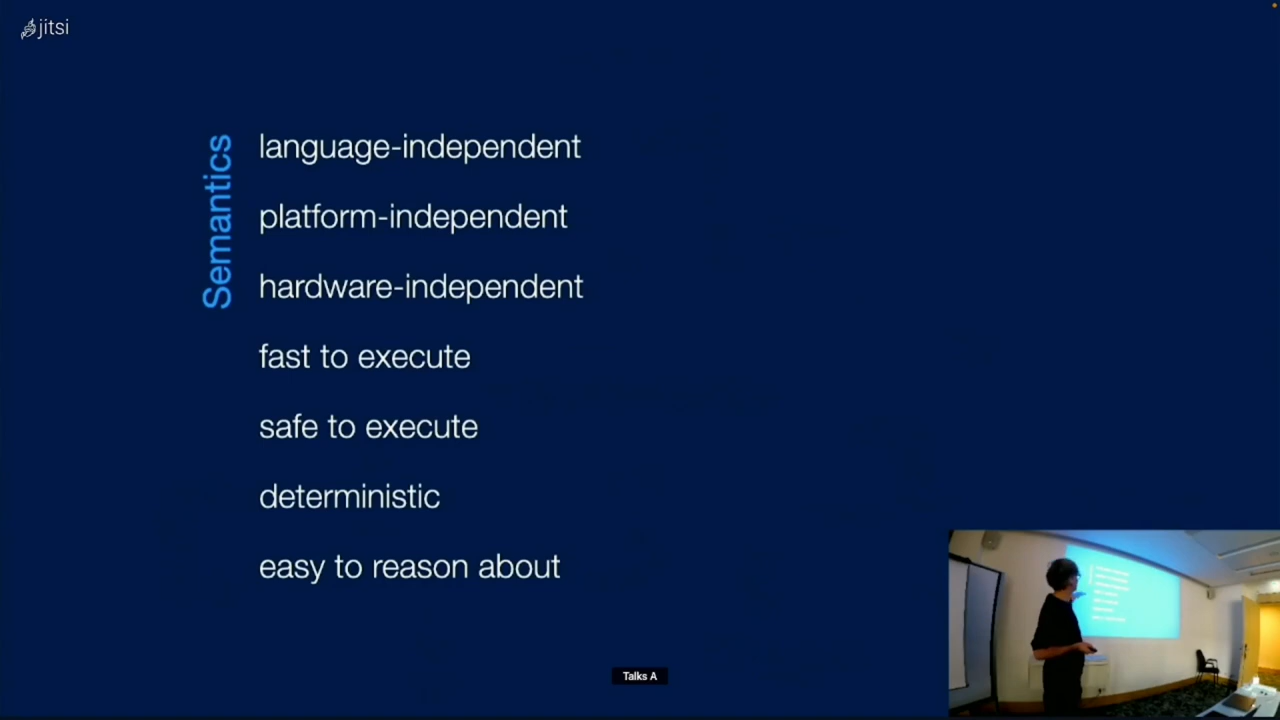 jitsi
Semantics
language-independent
platform-independent
hardware-independent
fast to execute
safe to execute
deterministic
easy to reason about
Talks A